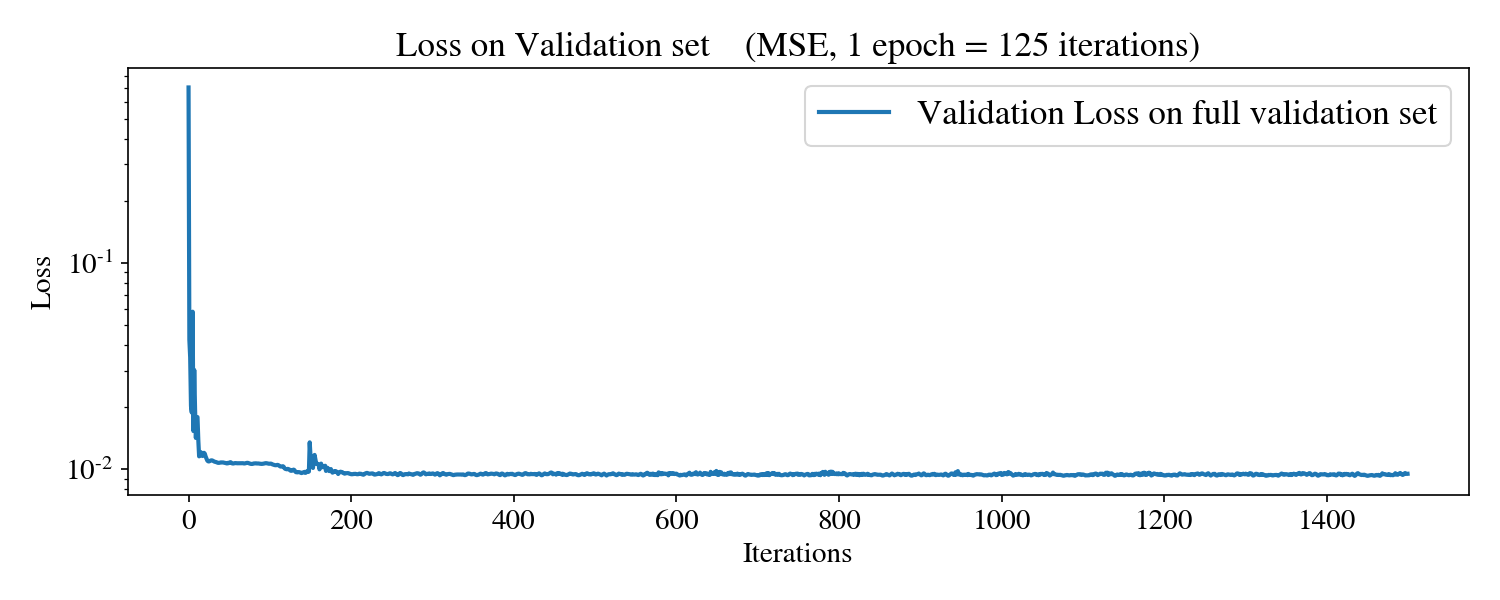 Loss on Validation set (MSE, 1 epoch = 125 iterations)
Validation Loss on full validation set
Loss
10⁻¹
10⁻²
0 200 400 600 800 1000 1200 1400
Iterations